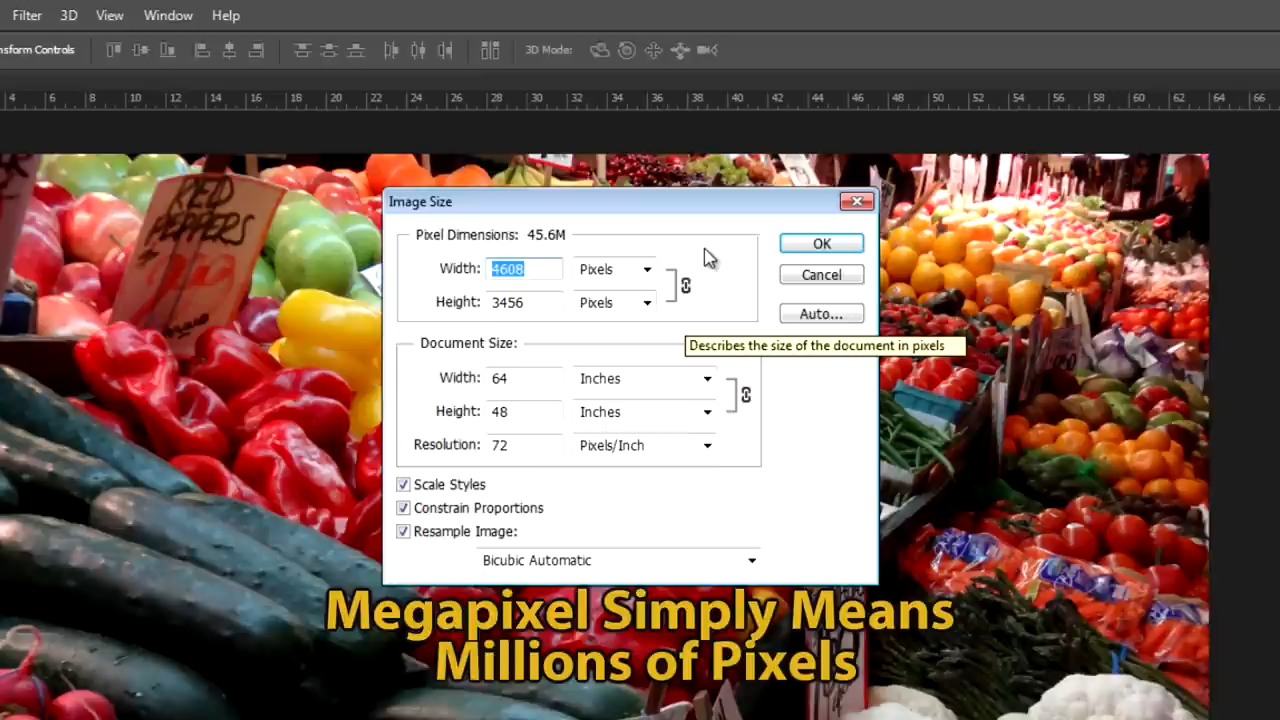 Filter 3D View Window Help
nsform Controls 3D Mode:
4 6 8 10 12 14 16 18 20 22 24 26 28 30 32 34 36 38 40 42 44 46 48 50 52 54 56 58 60 62 64 66
RED
PEPPERS
Image Size
Pixel Dimensions: 45.6M
Width: 4608 Pixels
Height: 3456 Pixels
OK
Cancel
Auto...
Describes the size of the document in pixels
Document Size:
Width: 64 Inches
Height: 48 Inches
Resolution: 72 Pixels/Inch
Scale Styles
Constrain Proportions
Resample Image:
Bicubic Automatic
Megapixel Simply Means
Millions of Pixels